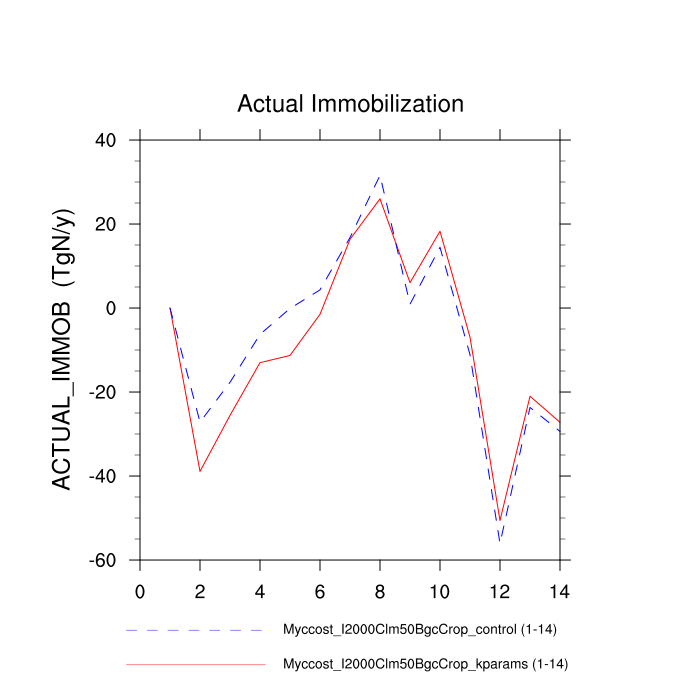 Actual Immobilization
ACTUAL_IMMOB (TgN/y)
40
20
0
-20
-40
-60
0 2 4 6 8 10 12 14
Myccost_I2000Clm50BgcCrop_control (1-14)
Myccost_I2000Clm50BgcCrop_kparams (1-14)